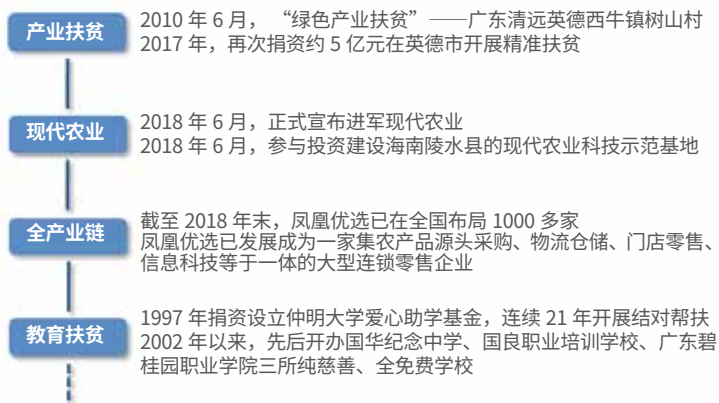 产业扶贫
2010 年 6 月，“绿色产业扶贫”——广东清远英德西牛镇树山村
2017 年，再次捐资约 5 亿元在英德市开展精准扶贫
现代农业
2018 年 6 月，正式宣布进军现代农业
2018 年 6 月，参与投资建设海南陵水县的现代农业科技示范基地
全产业链
截至 2018 年末，凤凰优选已在全国布局 1000 多家
凤凰优选已发展成为一家集农产品源头采购、物流仓储、门店零售、
信息科技等于一体的大型连锁零售企业
教育扶贫
1997 年捐资设立仲明大学爱心助学基金，连续 21 年开展结对帮扶
2002 年以来，先后开办国华纪念中学、国良职业培训学校、广东碧
桂园职业学院三所纯慈善、全免费学校